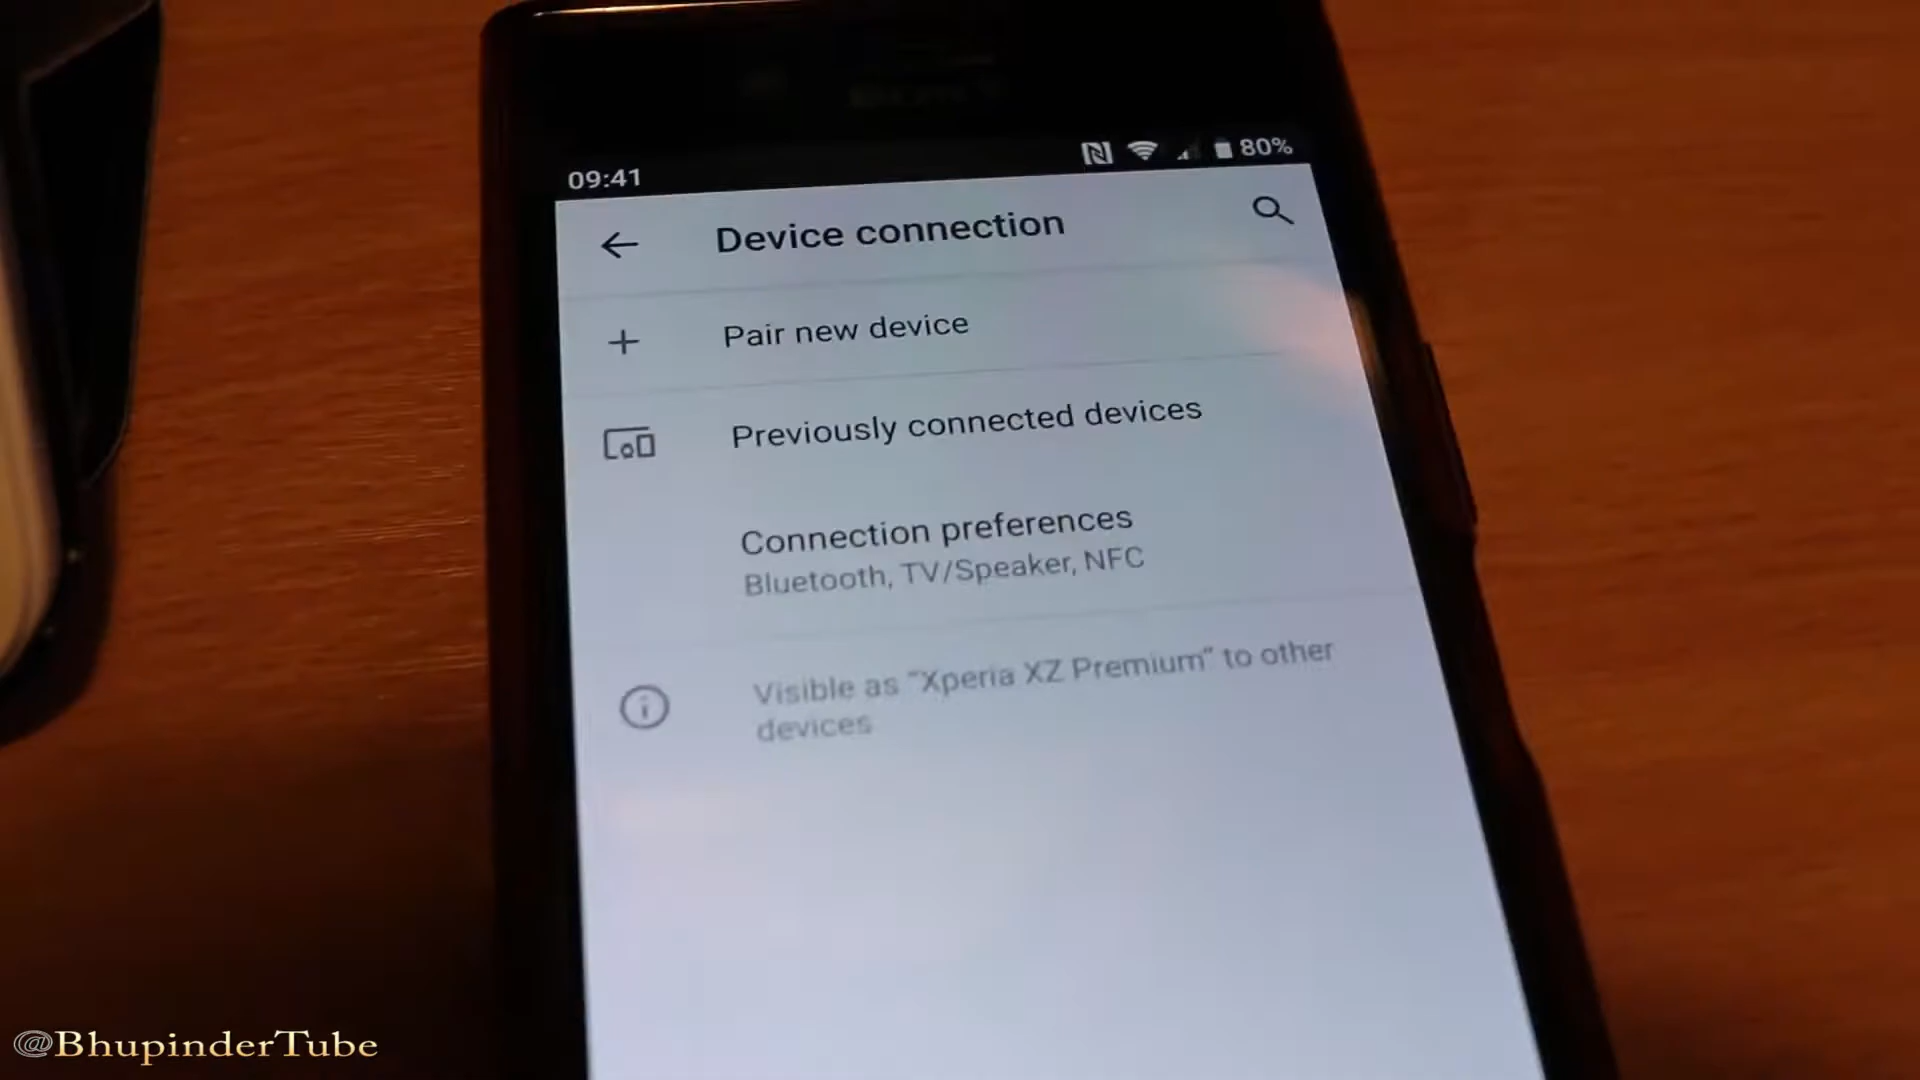 09:41
80%
Device connection
Pair new device
Previously connected devices
Connection preferences
Bluetooth, TV/Speaker, NFC
Visible as "Xperia XZ Premium" to other
devices
@BhupinderTube